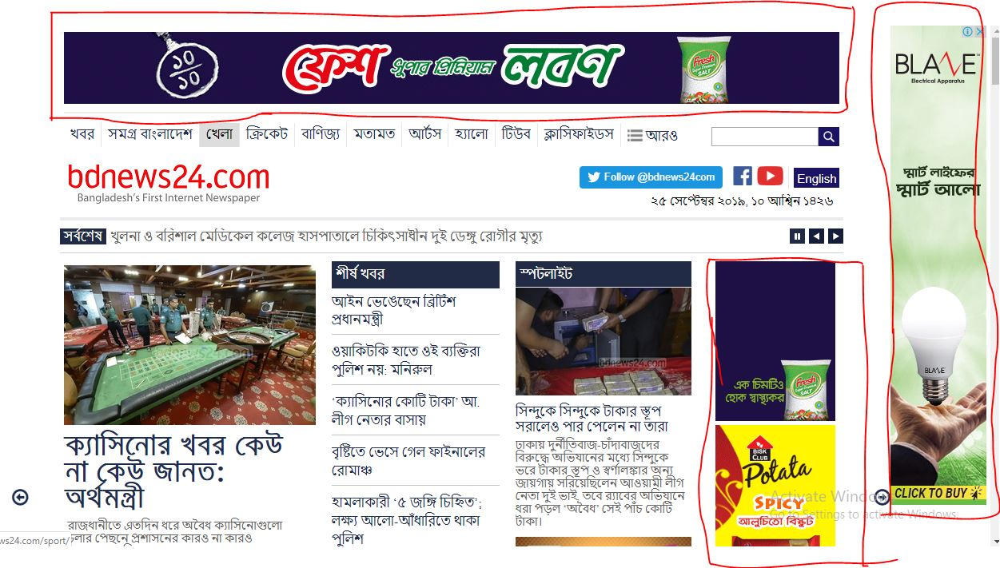 ১০
১০
ফ্রেশ সুপার প্রিমিয়াম লবণ
Fresh
SALT
BLAVE
Electrical Apparatus
খবর সমগ্র বাংলাদেশ খেলা ক্রিকেট বাণিজ্য মতামত আর্টস হ্যালো টিউব ক্লাসিফাইডস আরও
bdnews24.com
Bangladesh's First Internet Newspaper
Follow @bdnews24com
English
২৫ সেপ্টেম্বর ২০১৯, ১০ আশ্বিন ১৪২৬
স্মার্ট লাইফের
স্মার্ট আলো
সর্বশেষ খুলনা ও বরিশাল মেডিকেল কলেজ হাসপাতালে চিকিৎসাধীন দুই ডেঙ্গু রোগীর মৃত্যু
bdnews24.com
ক্যাসিনোর খবর কেউ
না কেউ জানত:
অর্থমন্ত্রী
রাজধানীতে এতদিন ধরে অবৈধ ক্যাসিনোগুলো
চলার পেছনে প্রশাসনের কারও না কারও
ws24.com/sport/?
শীর্ষ খবর
আইন ভেঙেছেন ব্রিটিশ
প্রধানমন্ত্রী
ওয়াকিটকি হাতে ওই ব্যক্তিরা
পুলিশ নয়: মনিরুল
‘ক্যাসিনোর কোটি টাকা’ আ.
লীগ নেতার বাসায়
বৃষ্টিতে ভেসে গেল ফাইনালের
রোমাঞ্চ
হামলাকারী ‘৫ জঙ্গি চিহ্নিত’;
লক্ষ্য আলো-আঁধারিতে থাকা
পুলিশ
স্পটলাইট
bdnews24.com
সিন্দুকে সিন্দুকে টাকার স্তূপ
সরালেও পার পেলেন না তারা
ঢাকায় দুর্নীতিবাজ-চাঁদাবাজদের
বিরুদ্ধে অভিযানের মধ্যে সিন্দুকে
ভরে টাকার স্তূপ ও স্বর্ণালঙ্কার অন্য
জায়গায় সরিয়েছিলেন আওয়ামী লীগ
নেতা দুই ভাই, তবে র‌্যাবের অভিযানে
ধরা পড়ল ‘অবৈধ’ সেই পাঁচ কোটি
টাকা।
এক চিমটিও
হোক স্বাস্থ্যকর
Fresh
SALT
BISK
CLUB
Potata
SPICY
আলুচিতো বিস্কুট
BLAVE
CLICK TO BUY
Activate Windows
Go to Settings to activate Windows.